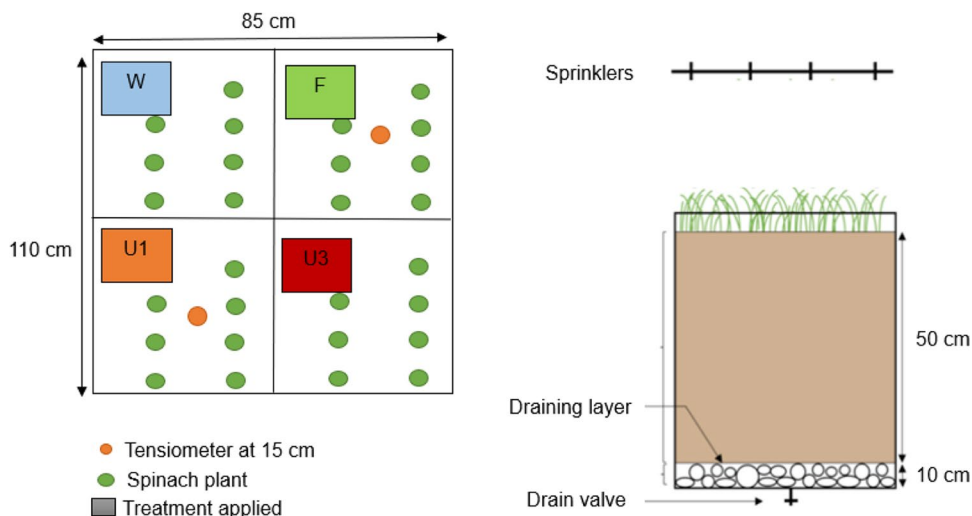 85 cm
W
F
110 cm
U1
U3
Tensiometer at 15 cm
Spinach plant
Treatment applied
Sprinklers
50 cm
Draining layer
10 cm
Drain valve